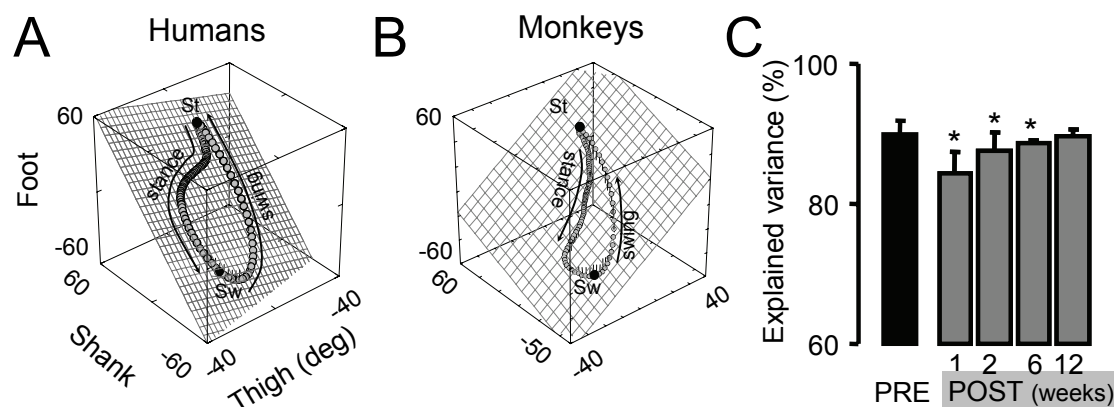 A
Humans
60
Foot
-60
60
Shank
-60
-40
Thigh (deg)
-40
St
stance
swing
Sw
B
Monkeys
60
-60
60
-50
-40
40
St
stance
swing
Sw
C
Explained variance (%)
100
80
60
*
*
*
1 2 6 12
PRE POST (weeks)